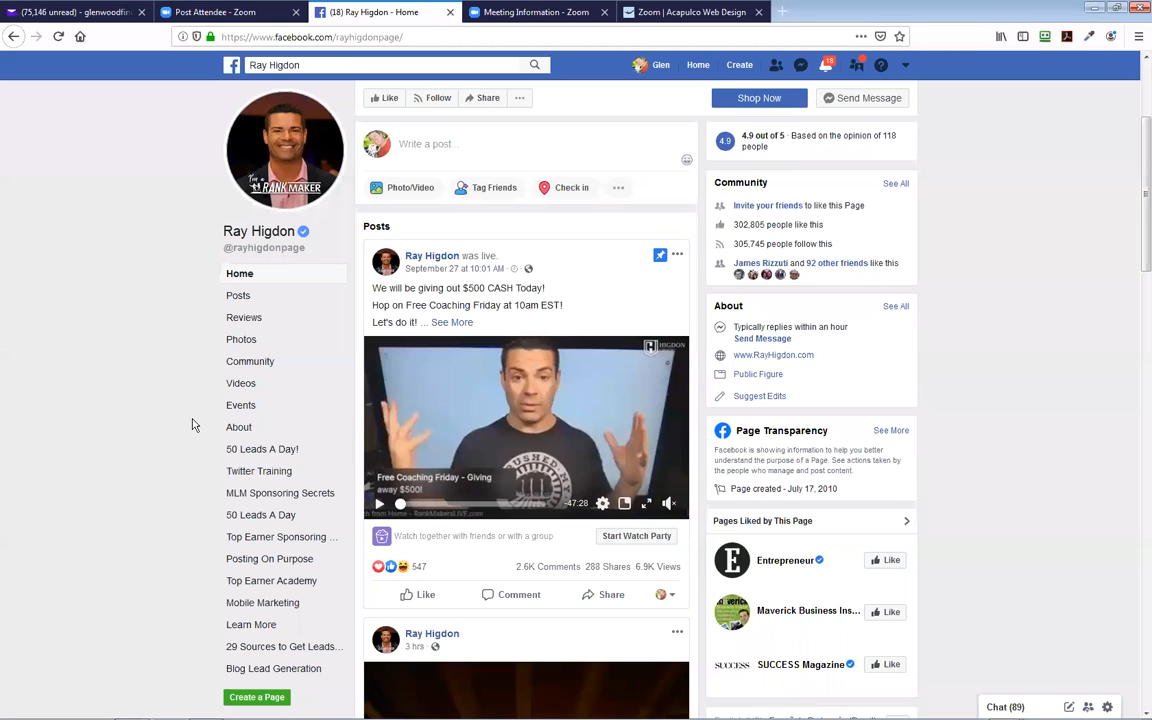 (75,146 unread) - glenwoodfin
Post Attendee - Zoom
(18) Ray Higdon - Home
Meeting Information - Zoom
Zoom | Acapulco Web Design
https://www.facebook.com/rayhigdonpage/
Ray Higdon
Glen
Home
Create
18
Like
Follow
Share
Shop Now
Send Message
I'm a
RANKMAKER
Ray Higdon
@rayhigdonpage
Home
Posts
Reviews
Photos
Community
Videos
Events
About
50 Leads A Day!
Twitter Training
MLM Sponsoring Secrets
50 Leads A Day
Top Earner Sponsoring ...
Posting On Purpose
Top Earner Academy
Mobile Marketing
Learn More
29 Sources to Get Leads...
Blog Lead Generation
Create a Page
Write a post...
Photo/Video
Tag Friends
Check in
Posts
Ray Higdon was live.
September 27 at 10:01 AM ·
We will be giving out $500 CASH Today!
Hop on Free Coaching Friday at 10am EST!
Let's do it! ... See More
HIGDON
Free Coaching Friday - Giving
away $500!
-47:28
Watch together with friends or with a group
Start Watch Party
547
2.6K Comments 288 Shares 6.9K Views
Like
Comment
Share
Ray Higdon
3 hrs ·
4.9
4.9 out of 5 · Based on the opinion of 118
people
Community
See All
Invite your friends to like this Page
302,805 people like this
305,745 people follow this
James Rizzuti and 92 other friends like this
About
See All
Typically replies within an hour
Send Message
www.RayHigdon.com
Public Figure
Suggest Edits
Page Transparency
See More
Facebook is showing information to help you better
understand the purpose of a Page. See actions taken by
the people who manage and post content.
Page created - July 17, 2010
Pages Liked by This Page
E
Entrepreneur
Like
Maverick Business Ins...
Like
SUCCESS
SUCCESS Magazine
Like
Chat (89)